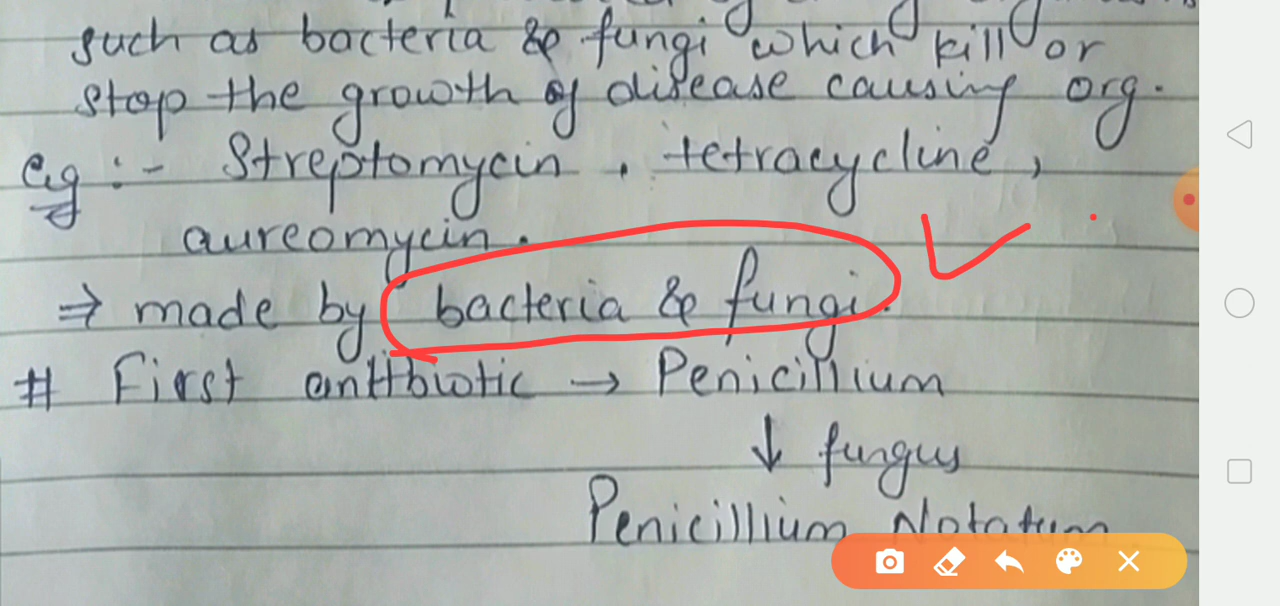 such as bacteria & fungi which kill or
stop the growth of disease causing org.
eg :- Streptomycin, tetracycline,
aureomycin.
⇒ made by bacteria & fungi.
# First antibiotic → Penicillium
↓ fungus
Penicillium Notatum